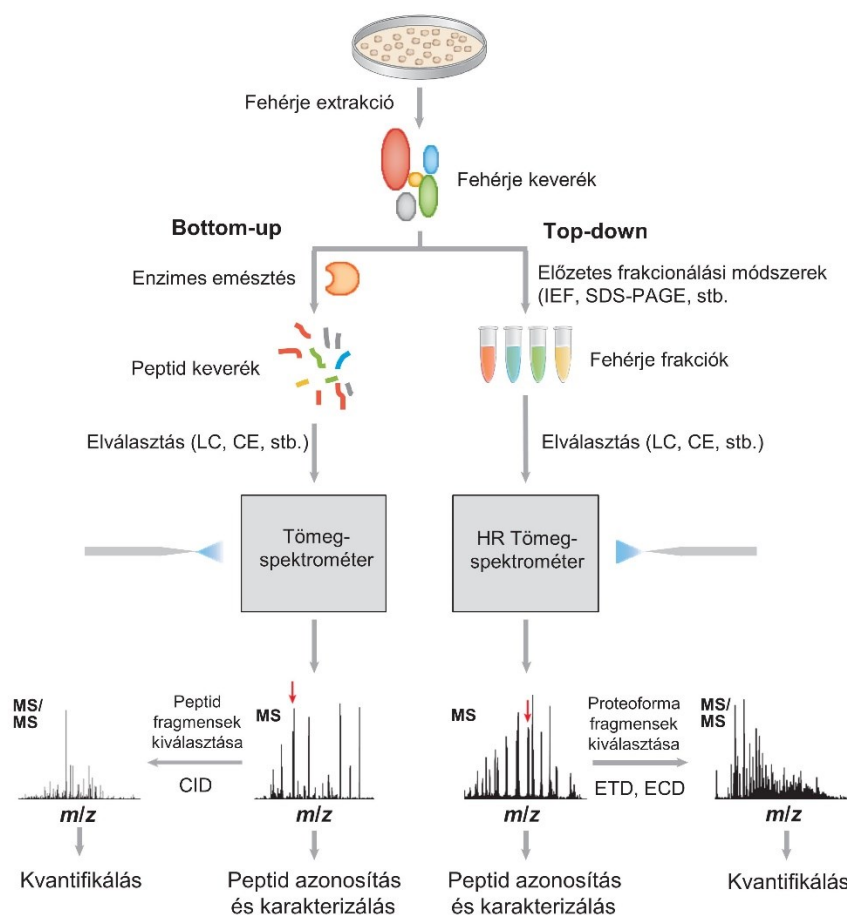 Fehérje extrakció
Fehérje keverék
Bottom-up
Top-down
Enzimes emésztés
Előzetes frakcionálási módszerek
(IEF, SDS-PAGE, stb.
Peptid keverék
Fehérje frakciók
Elválasztás (LC, CE, stb.)
Elválasztás (LC, CE, stb.)
Tömeg-
spektrométer
HR Tömeg-
spektrométer
MS/
MS
Peptid
fragmensek
kiválasztása
CID
MS
MS
Proteoforma
fragmensek
kiválasztása
ETD, ECD
MS/
MS
m/z
m/z
m/z
m/z
Kvantifikálás
Peptid azonosítás
és karakterizálás
Peptid azonosítás
és karakterizálás
Kvantifikálás